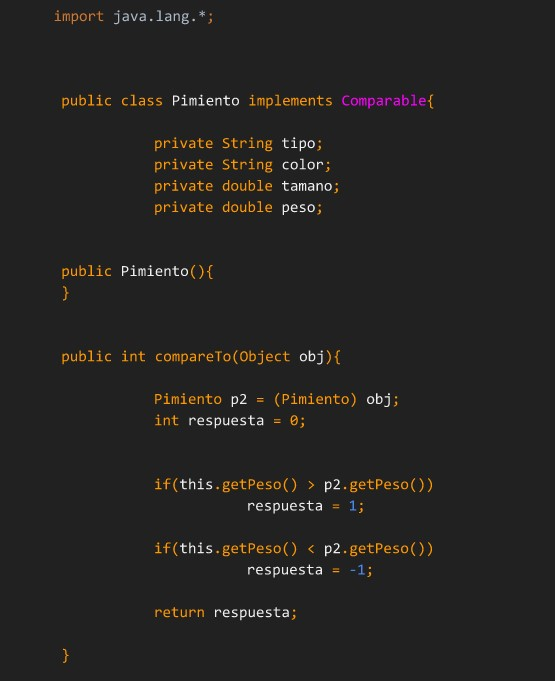 import java.lang.*;
public class Pimiento implements Comparable{
private String tipo;
private String color;
private double tamano;
private double peso;
public Pimiento(){
}
public int compareTo(Object obj){
Pimiento p2 = (Pimiento) obj;
int respuesta = 0;
if(this.getPeso() > p2.getPeso())
respuesta = 1;
if(this.getPeso() < p2.getPeso())
respuesta = -1;
return respuesta;
}